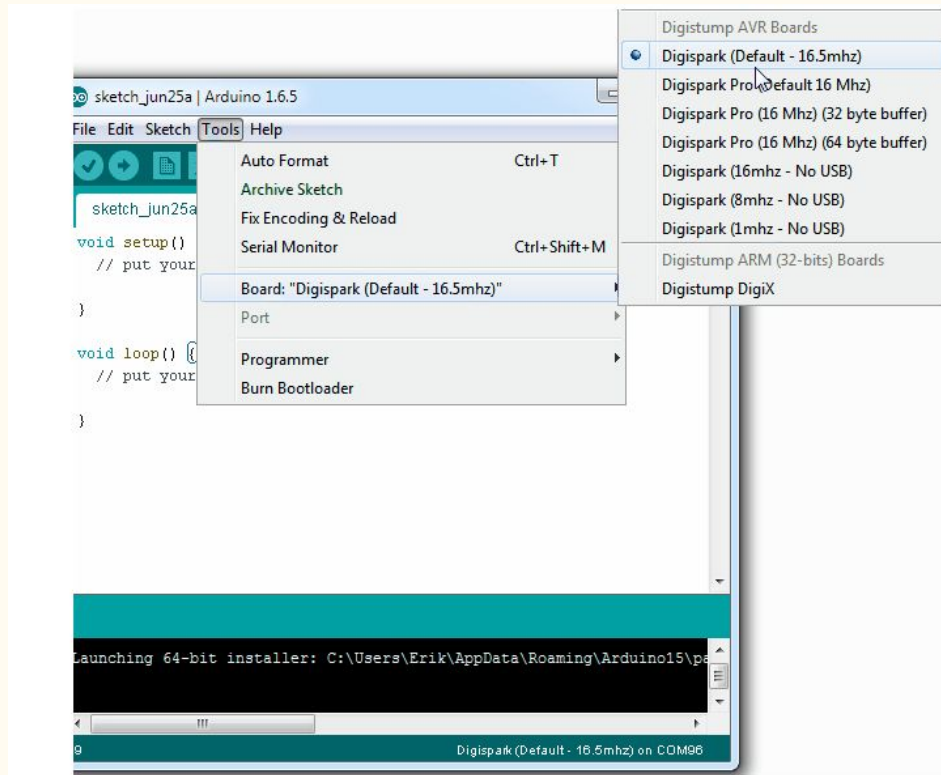 Digistump AVR Boards
Digispark (Default - 16.5mhz)
Digispark Pro (Default 16 Mhz)
Digispark Pro (16 Mhz) (32 byte buffer)
Digispark Pro (16 Mhz) (64 byte buffer)
Digispark (16mhz - No USB)
Digispark (8mhz - No USB)
Digispark (1mhz - No USB)
Digistump ARM (32-bits) Boards
Digistump DigiX
sketch_jun25a | Arduino 1.6.5
File Edit Sketch Tools Help
Auto Format Ctrl+T
Archive Sketch
Fix Encoding & Reload
Serial Monitor Ctrl+Shift+M
Board: "Digispark (Default - 16.5mhz)"
Port
Programmer
Burn Bootloader
sketch_jun25a
void setup()
// put your
}
void loop() {
// put your
}
Launching 64-bit installer: C:\Users\Erik\AppData\Roaming\Arduino15\pa
9 Digispark (Default - 16.5mhz) on COM96